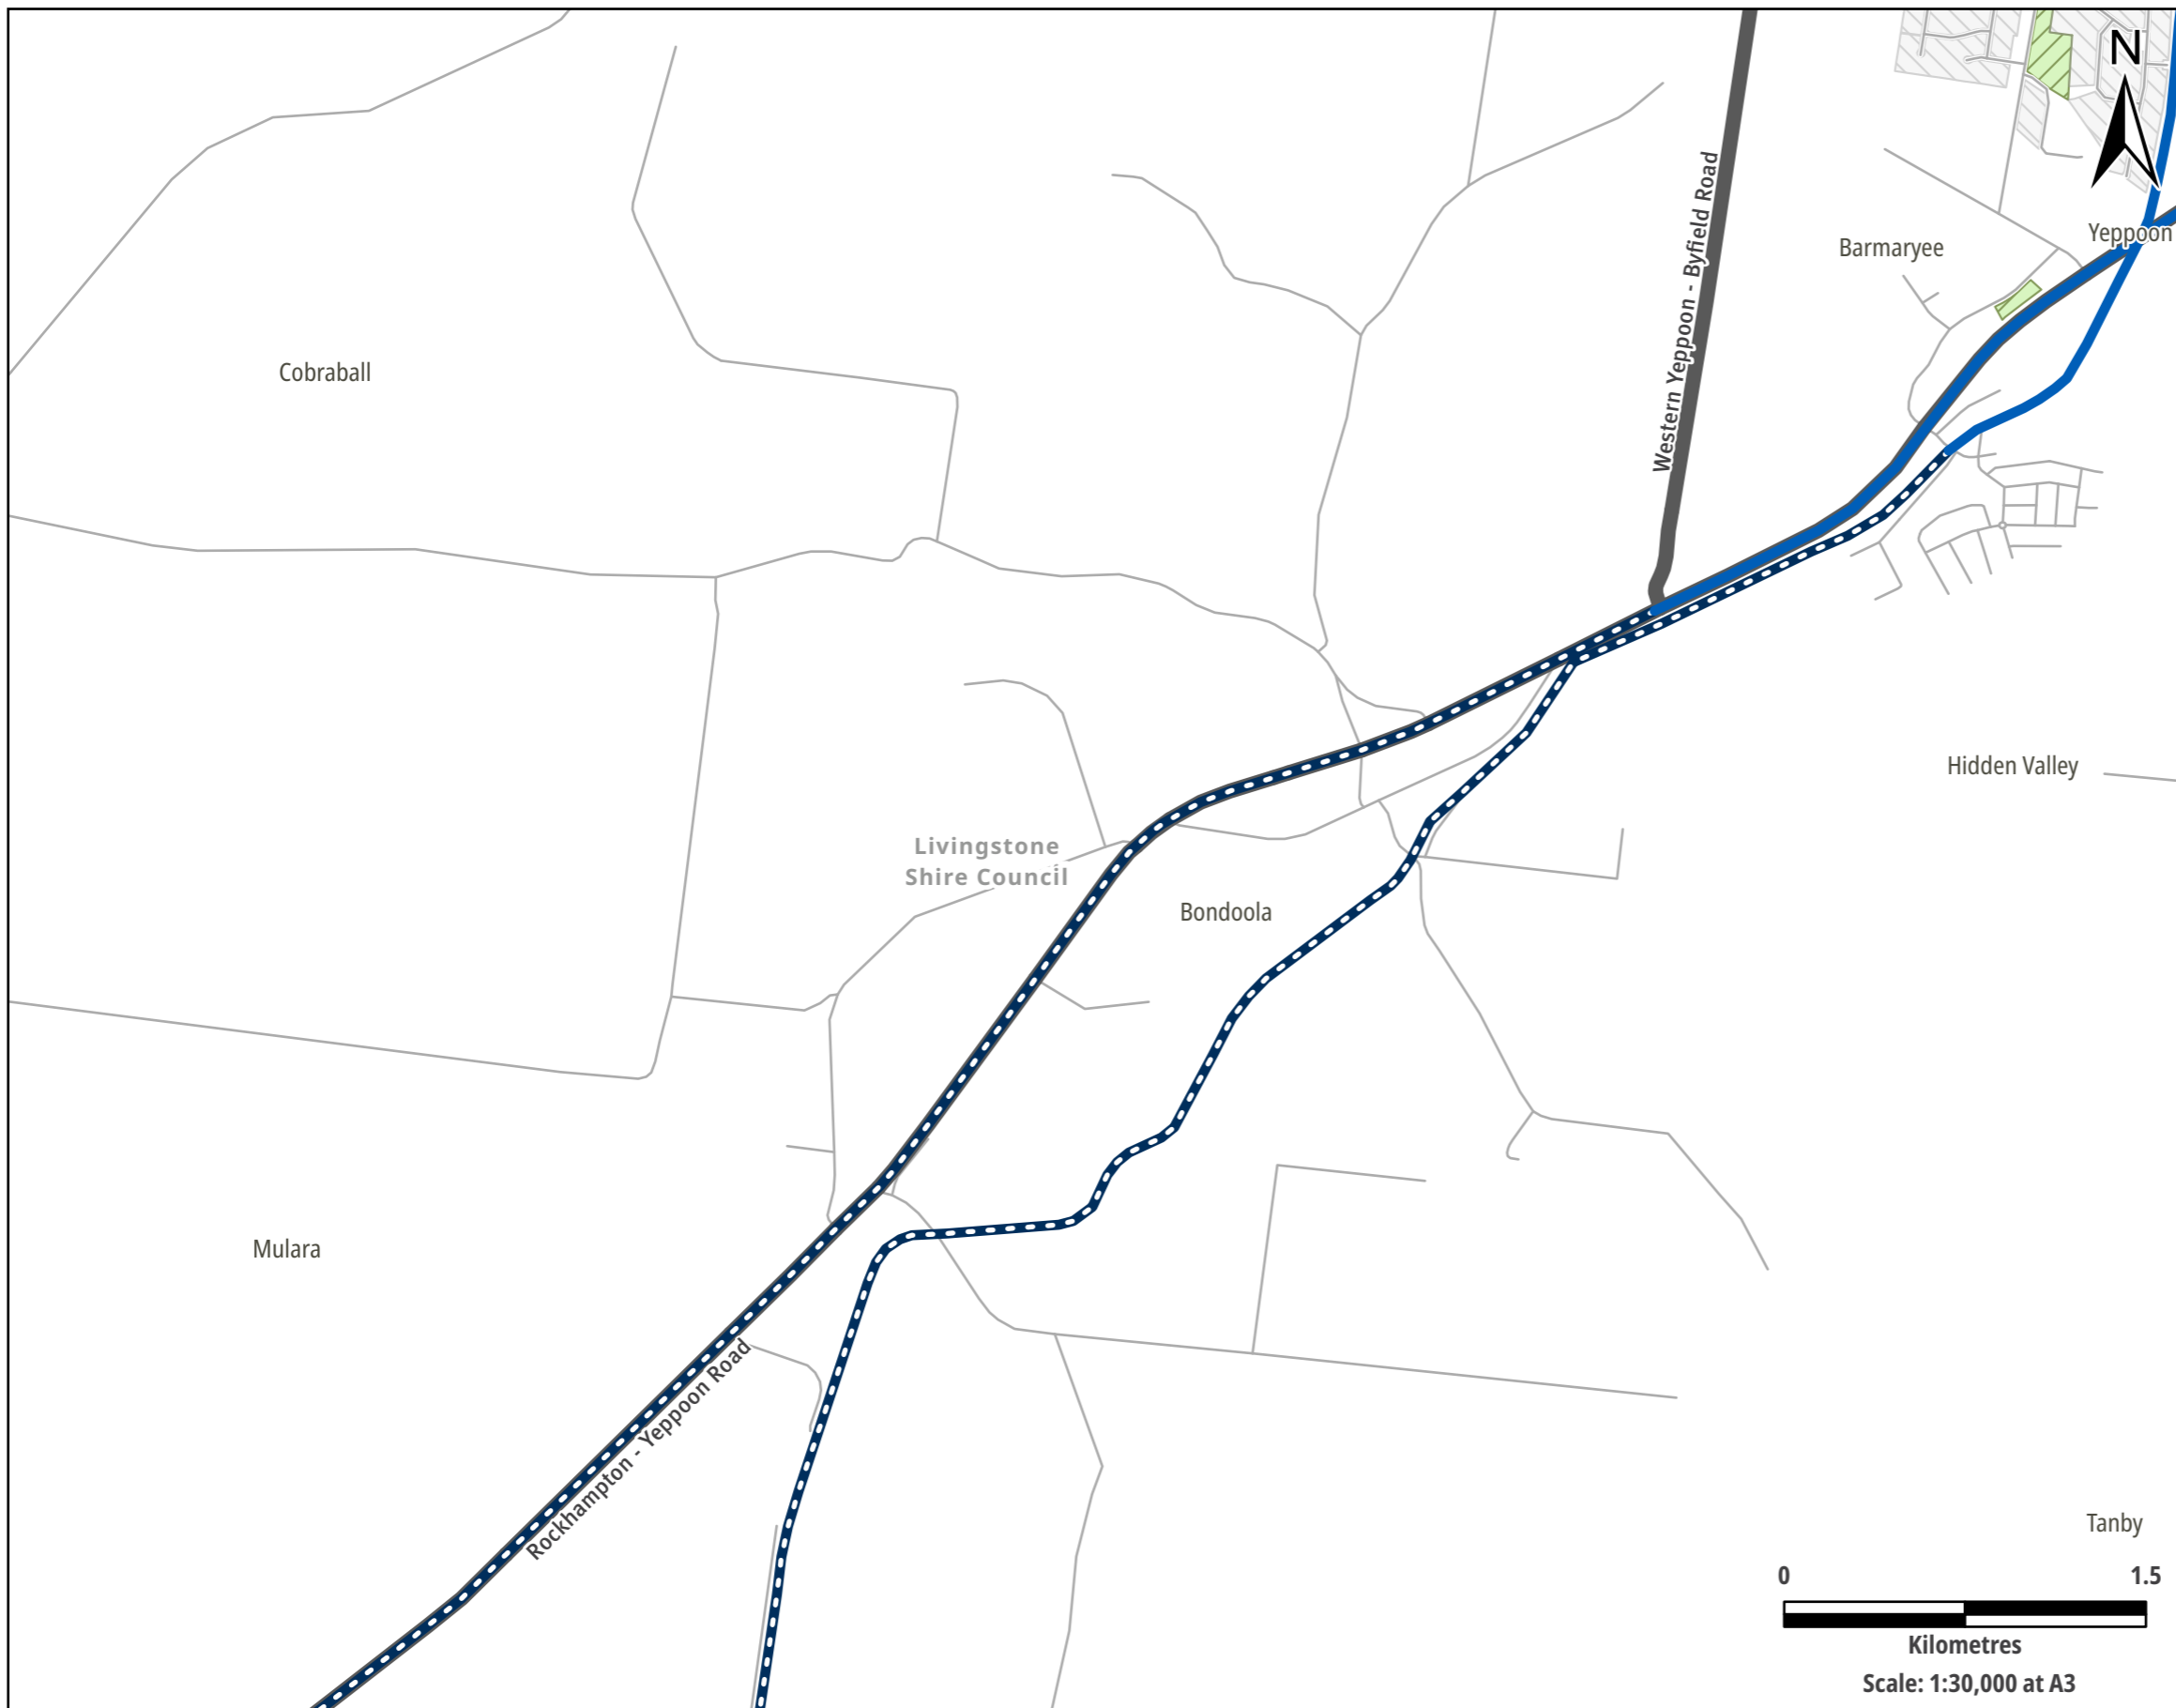 N
Western Yeppoon - Byfield Road
Yeppoon
Barmaryee
Cobraball
Hidden Valley
Livingstone
Shire Council
Bondoola
Mulara
Rockhampton - Yeppoon Road
Tanby
0 1.5
Kilometres
Scale: 1:30,000 at A3